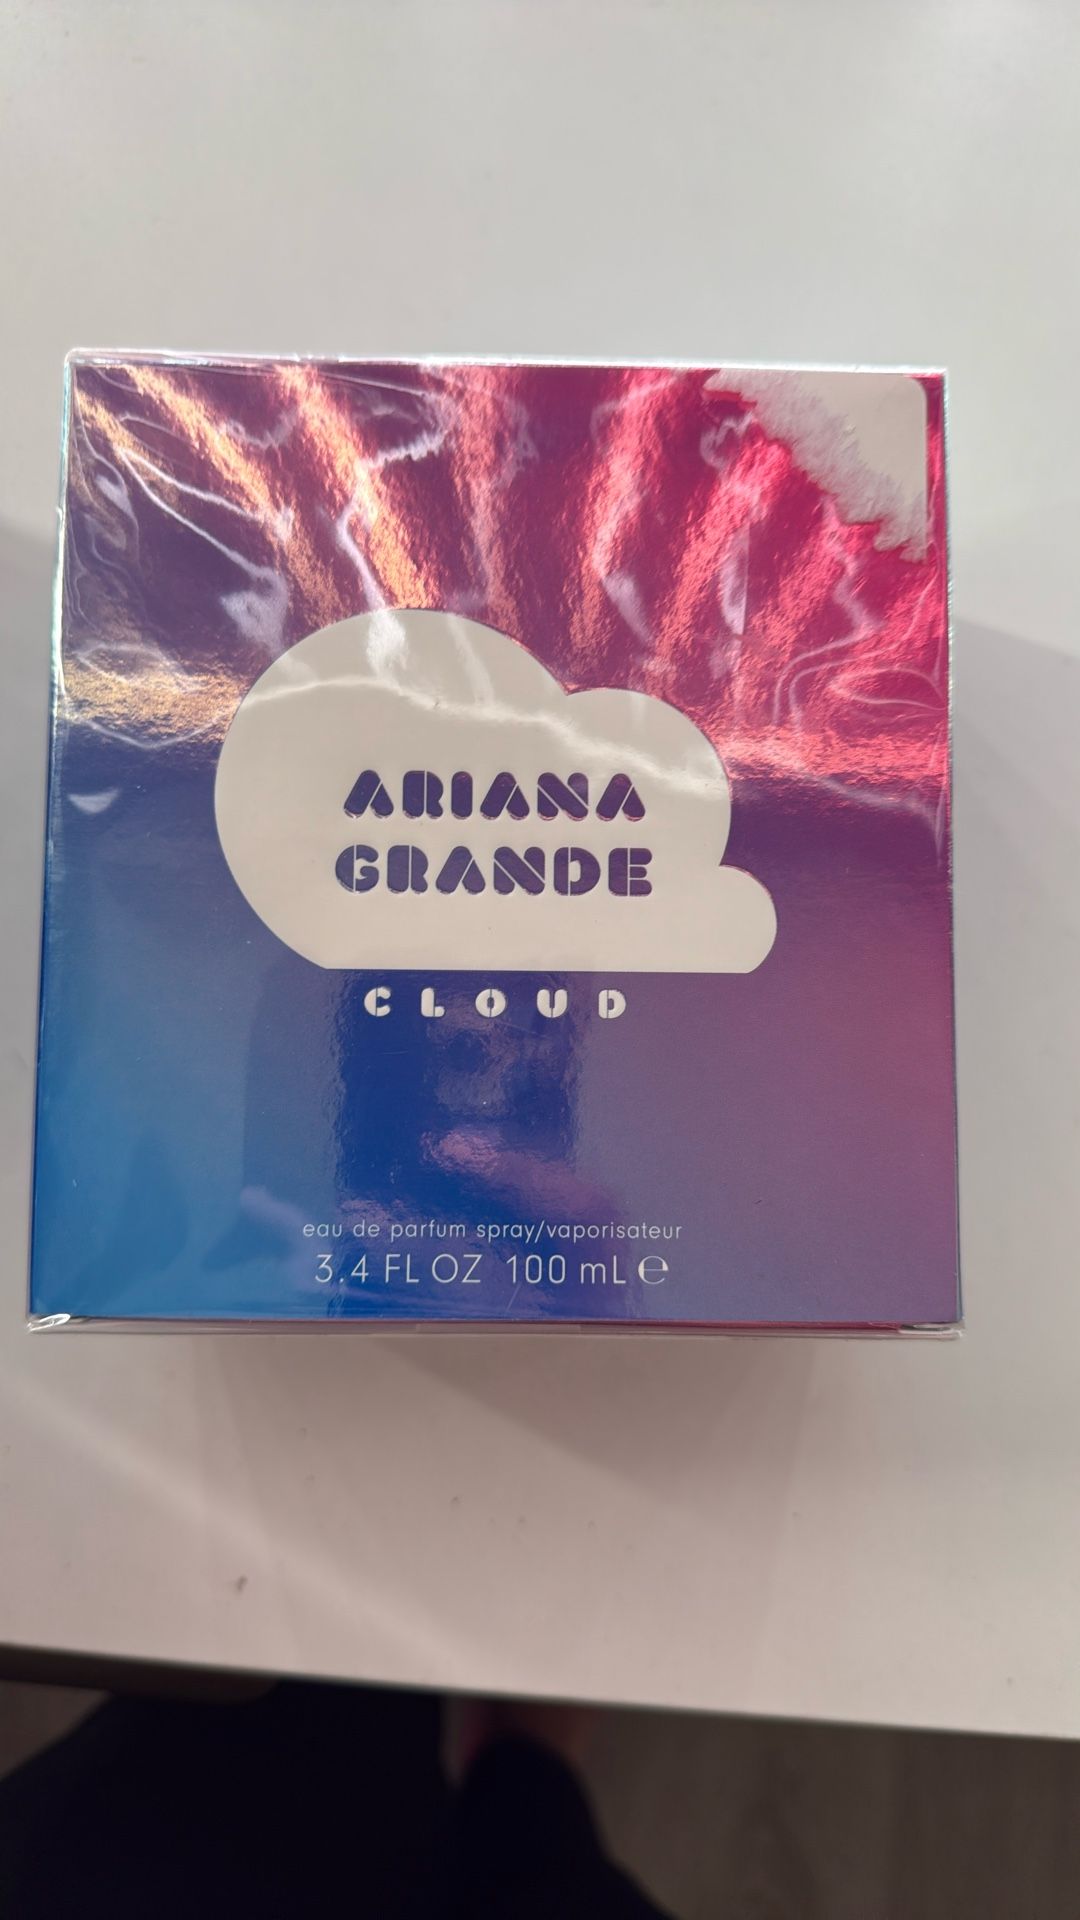 ARIANA
GRANDE
CLOUD
eau de parfum spray/vaporisateur
3.4 FL OZ 100 mL ℮